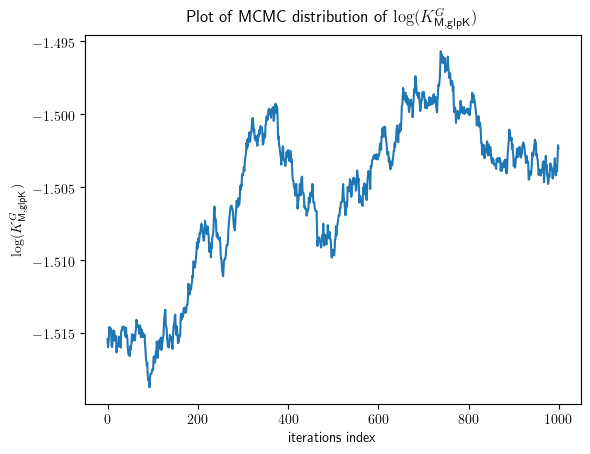 Plot of MCMC distribution of log(K^G_{M,glpK})
−1.495
−1.500
−1.505
−1.510
−1.515
log(K^G_{M,glpK})
0 200 400 600 800 1000
iterations index